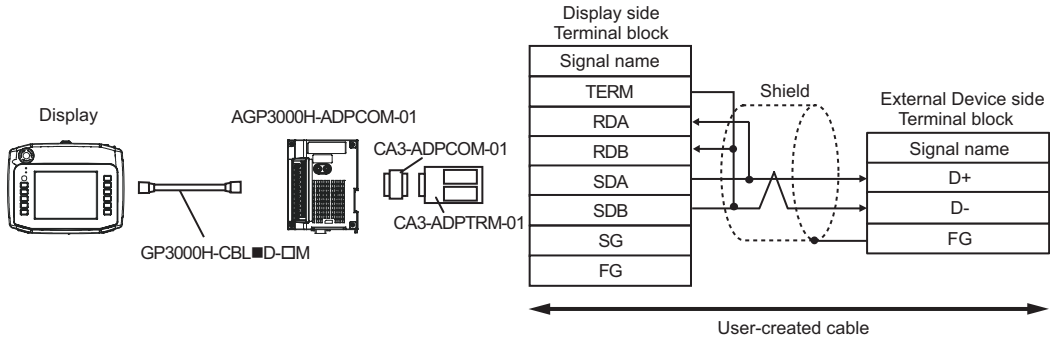 Display
AGP3000H-ADPCOM-01
CA3-ADPCOM-01
CA3-ADPTRM-01
GP3000H-CBL■D-□M
Display side
Terminal block
Signal name
TERM
RDA
RDB
SDA
SDB
SG
FG
Shield
External Device side
Terminal block
Signal name
D+
D-
FG
User-created cable